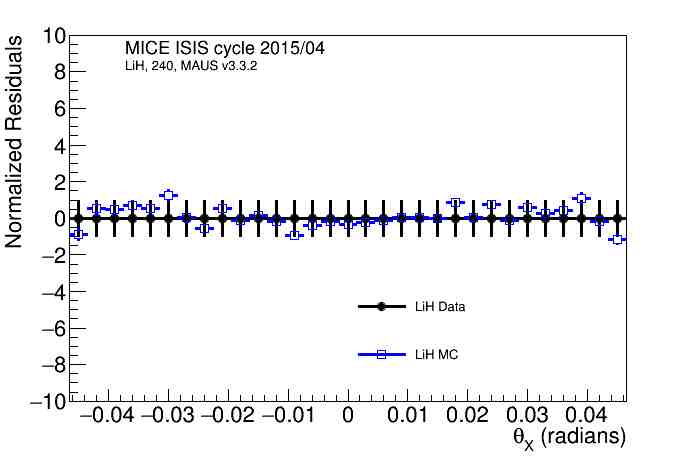 MICE ISIS cycle 2015/04
LiH, 240, MAUS v3.3.2
Normalized Residuals
10
8
6
4
2
0
−2
−4
−6
−8
−10
LiH Data
LiH MC
−0.04 −0.03 −0.02 −0.01 0 0.01 0.02 0.03 0.04
θX (radians)